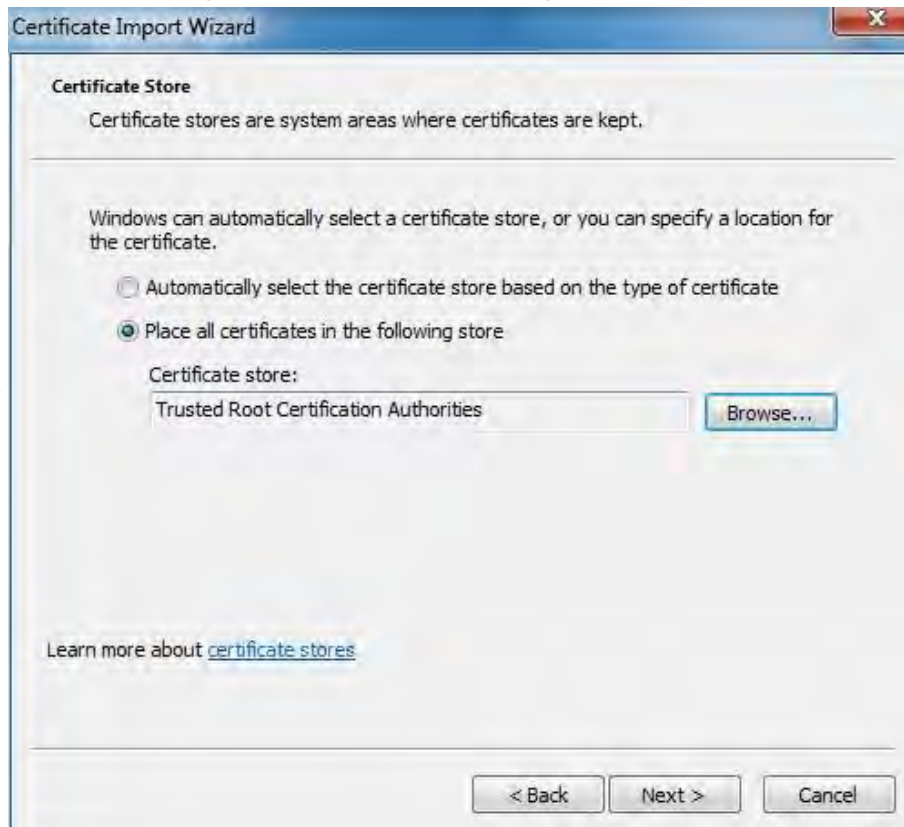 Certificate Import Wizard
Certificate Store
Certificate stores are system areas where certificates are kept.
Windows can automatically select a certificate store, or you can specify a location for
the certificate.
Automatically select the certificate store based on the type of certificate
Place all certificates in the following store
Certificate store:
Trusted Root Certification Authorities
Browse...
Learn more about certificate stores
< Back
Next >
Cancel